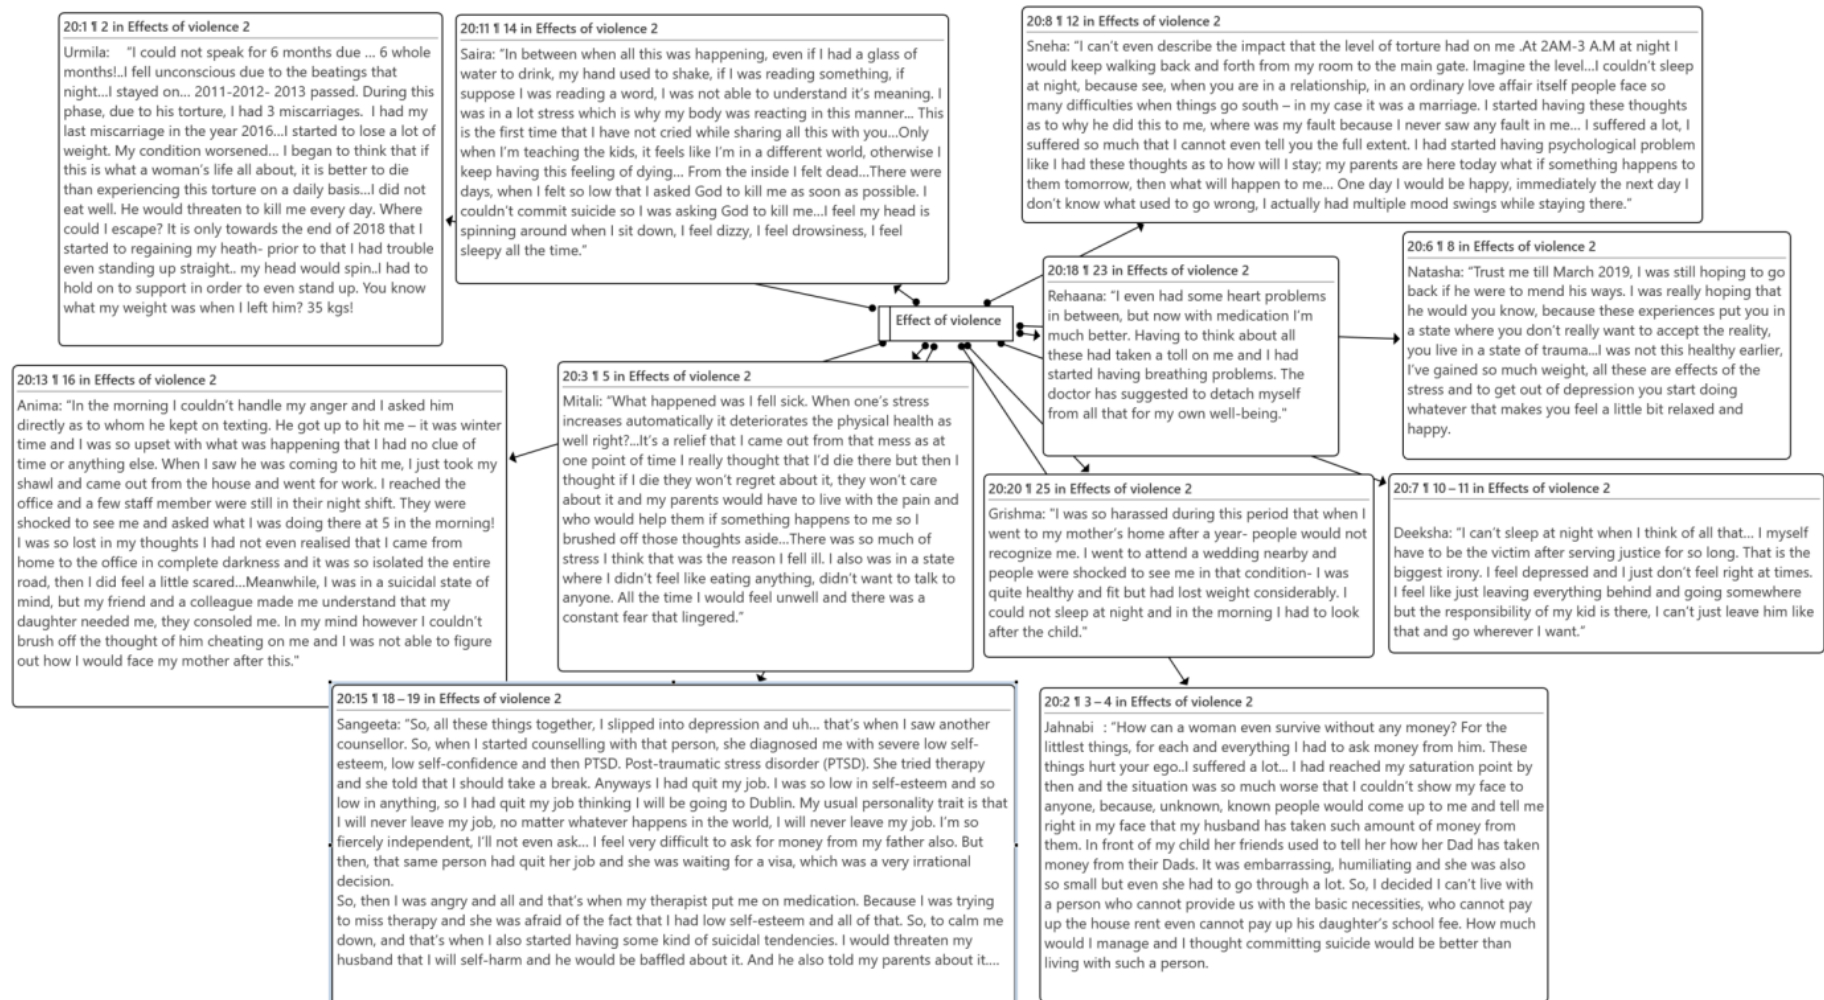 20:1 ¶ 2 in Effects of violence 2
Urmila: "I could not speak for 6 months due ... 6 whole
months!..I fell unconscious due to the beatings that
night...I stayed on... 2011-2012- 2013 passed. During this
phase, due to his torture, I had 3 miscarriages. I had my
last miscarriage in the year 2016...I started to lose a lot of
weight. My condition worsened... I began to think that if
this is what a woman's life all about, it is better to die
than experiencing this torture on a daily basis...I did not
eat well. He would threaten to kill me every day. Where
could I escape? It is only towards the end of 2018 that I
started to regaining my heath- prior to that I had trouble
even standing up straight.. my head would spin..I had to
hold on to support in order to even stand up. You know
what my weight was when I left him? 35 kgs!
20:11 ¶ 14 in Effects of violence 2
Saira: "In between when all this was happening, even if I had a glass of
water to drink, my hand used to shake, if I was reading something, if
suppose I was reading a word, I was not able to understand it's meaning. I
was in a lot stress which is why my body was reacting in this manner... This
is the first time that I have not cried while sharing all this with you...Only
when I'm teaching the kids, it feels like I'm in a different world, otherwise I
keep having this feeling of dying... From the inside I felt dead...There were
days, when I felt so low that I asked God to kill me as soon as possible. I
couldn't commit suicide so I was asking God to kill me...I feel my head is
spinning around when I sit down, I feel dizzy, I feel drowsiness, I feel
sleepy all the time."
20:8 ¶ 12 in Effects of violence 2
Sneha: "I can't even describe the impact that the level of torture had on me .At 2AM-3 A.M at night I
would keep walking back and forth from my room to the main gate. Imagine the level...I couldn't sleep
at night, because see, when you are in a relationship, in an ordinary love affair itself people face so
many difficulties when things go south – in my case it was a marriage. I started having these thoughts
as to why he did this to me, where was my fault because I never saw any fault in me... I suffered a lot, I
suffered so much that I cannot even tell you the full extent. I had started having psychological problem
like I had these thoughts as to how will I stay; my parents are here today what if something happens to
them tomorrow, then what will happen to me... One day I would be happy, immediately the next day I
don't know what used to go wrong, I actually had multiple mood swings while staying there."
20:6 ¶ 8 in Effects of violence 2
Natasha: "Trust me till March 2019, I was still hoping to go
back if he were to mend his ways. I was really hoping that
he would you know, because these experiences put you in
a state where you don't really want to accept the reality,
you live in a state of trauma...I was not this healthy earlier,
I've gained so much weight, all these are effects of the
stress and to get out of depression you start doing
whatever that makes you feel a little bit relaxed and
happy.
20:18 ¶ 23 in Effects of violence 2
Rehaana: "I even had some heart problems
in between, but now with medication I'm
much better. Having to think about all
these had taken a toll on me and I had
started having breathing problems. The
doctor has suggested to detach myself
from all that for my own well-being."
Effect of violence
20:13 ¶ 16 in Effects of violence 2
Anima: "In the morning I couldn't handle my anger and I asked him
directly as to whom he kept on texting. He got up to hit me – it was winter
time and I was so upset with what was happening that I had no clue of
time or anything else. When I saw he was coming to hit me, I just took my
shawl and came out from the house and went for work. I reached the
office and a few staff member were still in their night shift. They were
shocked to see me and asked what I was doing there at 5 in the morning!
I was so lost in my thoughts I had not even realised that I came from
home to the office in complete darkness and it was so isolated the entire
road, then I did feel a little scared...Meanwhile, I was in a suicidal state of
mind, but my friend and a colleague made me understand that my
daughter needed me, they consoled me. In my mind however I couldn't
brush off the thought of him cheating on me and I was not able to figure
out how I would face my mother after this."
20:3 ¶ 5 in Effects of violence 2
Mitali: "What happened was I fell sick. When one's stress
increases automatically it deteriorates the physical health as
well right?...It's a relief that I came out from that mess as at
one point of time I really thought that I'd die there but then I
thought if I die they won't regret about it, they won't care
about it and my parents would have to live with the pain and
who would help them if something happens to me so I
brushed off those thoughts aside...There was so much of
stress I think that was the reason I fell ill. I also was in a state
where I didn't feel like eating anything, didn't want to talk to
anyone. All the time I would feel unwell and there was a
constant fear that lingered."
20:20 ¶ 25 in Effects of violence 2
Grishma: "I was so harassed during this period that when I
went to my mother's home after a year- people would not
recognize me. I went to attend a wedding nearby and
people were shocked to see me in that condition- I was
quite healthy and fit but had lost weight considerably. I
could not sleep at night and in the morning I had to look
after the child."
20:7 ¶ 10 – 11 in Effects of violence 2
Deeksha: "I can't sleep at night when I think of all that... I myself
have to be the victim after serving justice for so long. That is the
biggest irony. I feel depressed and I just don't feel right at times.
I feel like just leaving everything behind and going somewhere
but the responsibility of my kid is there, I can't just leave him like
that and go wherever I want."
20:15 ¶ 18 – 19 in Effects of violence 2
Sangeeta: "So, all these things together, I slipped into depression and uh... that's when I saw another
counsellor. So, when I started counselling with that person, she diagnosed me with severe low self-
esteem, low self-confidence and then PTSD. Post-traumatic stress disorder (PTSD). She tried therapy
and she told that I should take a break. Anyways I had quit my job. I was so low in self-esteem and so
low in anything, so I had quit my job thinking I will be going to Dublin. My usual personality trait is that
I will never leave my job, no matter whatever happens in the world, I will never leave my job. I'm so
fiercely independent, I'll not even ask... I feel very difficult to ask for money from my father also. But
then, that same person had quit her job and she was waiting for a visa, which was a very irrational
decision.
So, then I was angry and all and that's when my therapist put me on medication. Because I was trying
to miss therapy and she was afraid of the fact that I had low self-esteem and all of that. So, to calm me
down, and that's when I also started having some kind of suicidal tendencies. I would threaten my
husband that I will self-harm and he would be baffled about it. And he also told my parents about it....
20:2 ¶ 3 – 4 in Effects of violence 2
Jahnabi : "How can a woman even survive without any money? For the
littlest things, for each and everything I had to ask money from him. These
things hurt your ego..I suffered a lot... I had reached my saturation point by
then and the situation was so much worse that I couldn't show my face to
anyone, because, unknown, known people would come up to me and tell me
right in my face that my husband has taken such amount of money from
them. In front of my child her friends used to tell her how her Dad has taken
money from their Dads. It was embarrassing, humiliating and she was also
so small but even she had to go through a lot. So, I decided I can't live with
a person who cannot provide us with the basic necessities, who cannot pay
up the house rent even cannot pay up his daughter's school fee. How much
would I manage and I thought committing suicide would be better than
living with such a person.